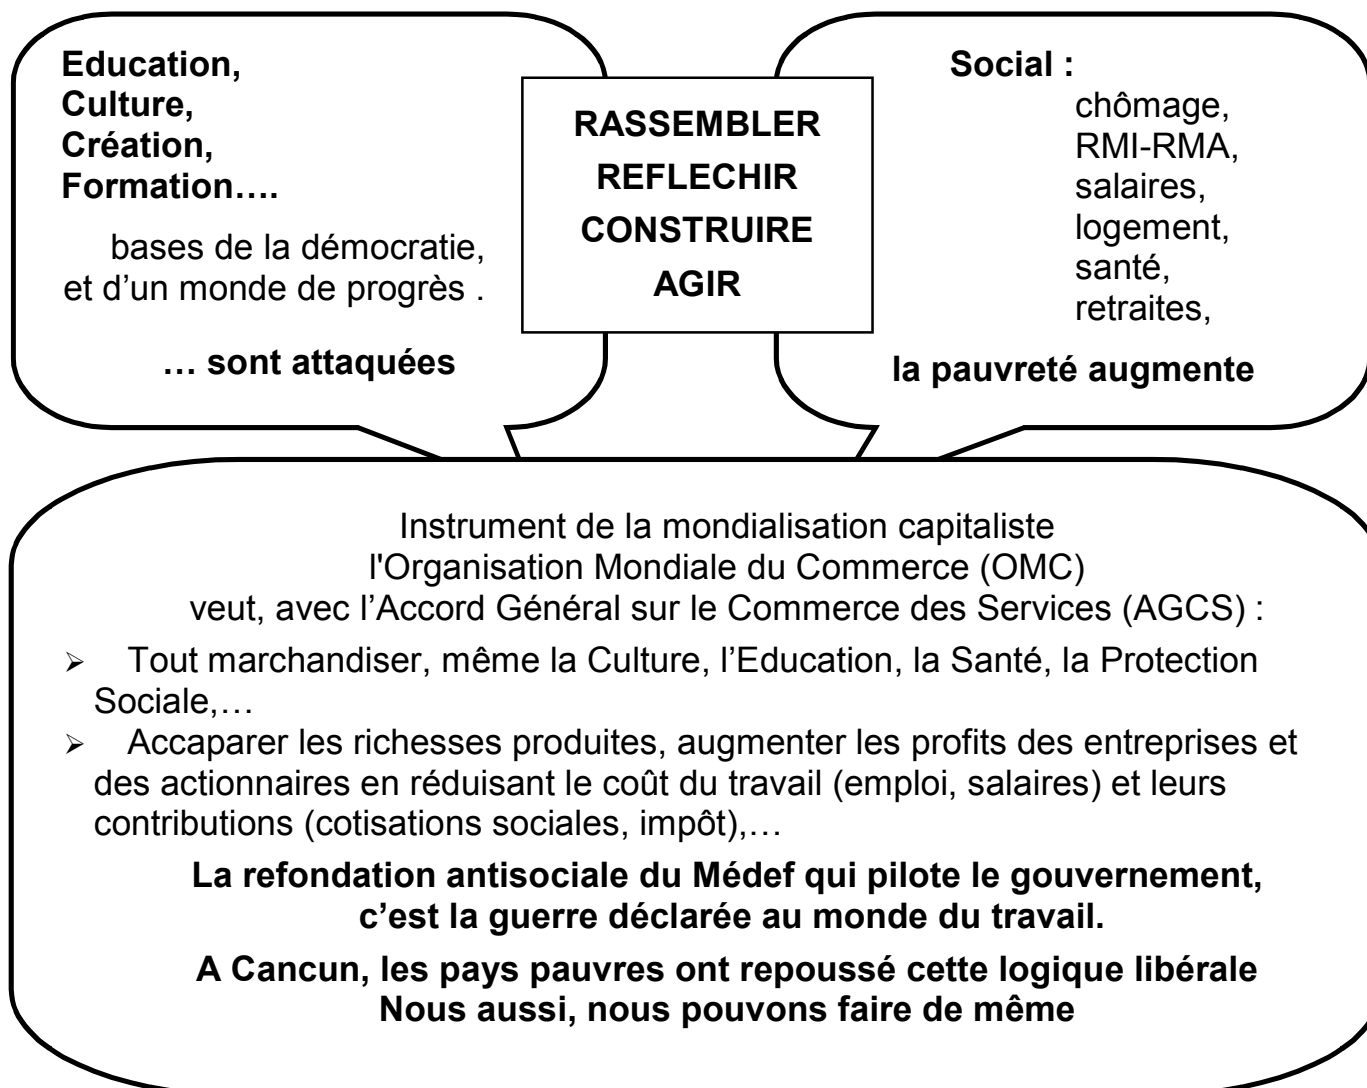 Education,
Culture,
Création,
Formation….
bases de la démocratie,
et d’un monde de progrès .
… sont attaquées
RASSEMBLER
REFLECHIR
CONSTRUIRE
AGIR
Social :
chômage,
RMI-RMA,
salaires,
logement,
santé,
retraites,
la pauvreté augmente
Instrument de la mondialisation capitaliste
l'Organisation Mondiale du Commerce (OMC)
veut, avec l’Accord Général sur le Commerce des Services (AGCS) :
➢ Tout marchandiser, même la Culture, l’Education, la Santé, la Protection
Sociale,…
➢ Accaparer les richesses produites, augmenter les profits des entreprises et
des actionnaires en réduisant le coût du travail (emploi, salaires) et leurs
contributions (cotisations sociales, impôt),…
La refondation antisociale du Médef qui pilote le gouvernement,
c’est la guerre déclarée au monde du travail.
A Cancun, les pays pauvres ont repoussé cette logique libérale
Nous aussi, nous pouvons faire de même